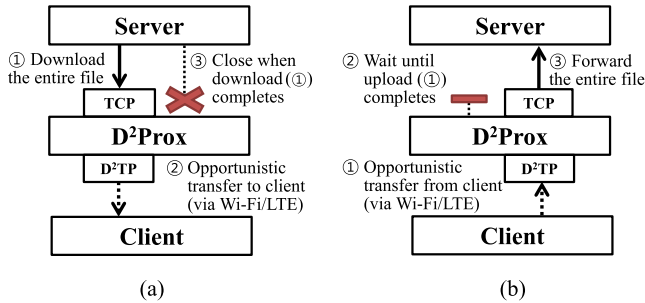 Server
① Download
the entire file
③ Close when
download (①)
completes
TCP
D²Prox
D²TP
② Opportunistic
transfer to client
(via Wi-Fi/LTE)
Client
(a)
Server
② Wait until
upload (①)
completes
③ Forward
the entire file
TCP
D²Prox
D²TP
① Opportunistic
transfer from client
(via Wi-Fi/LTE)
Client
(b)